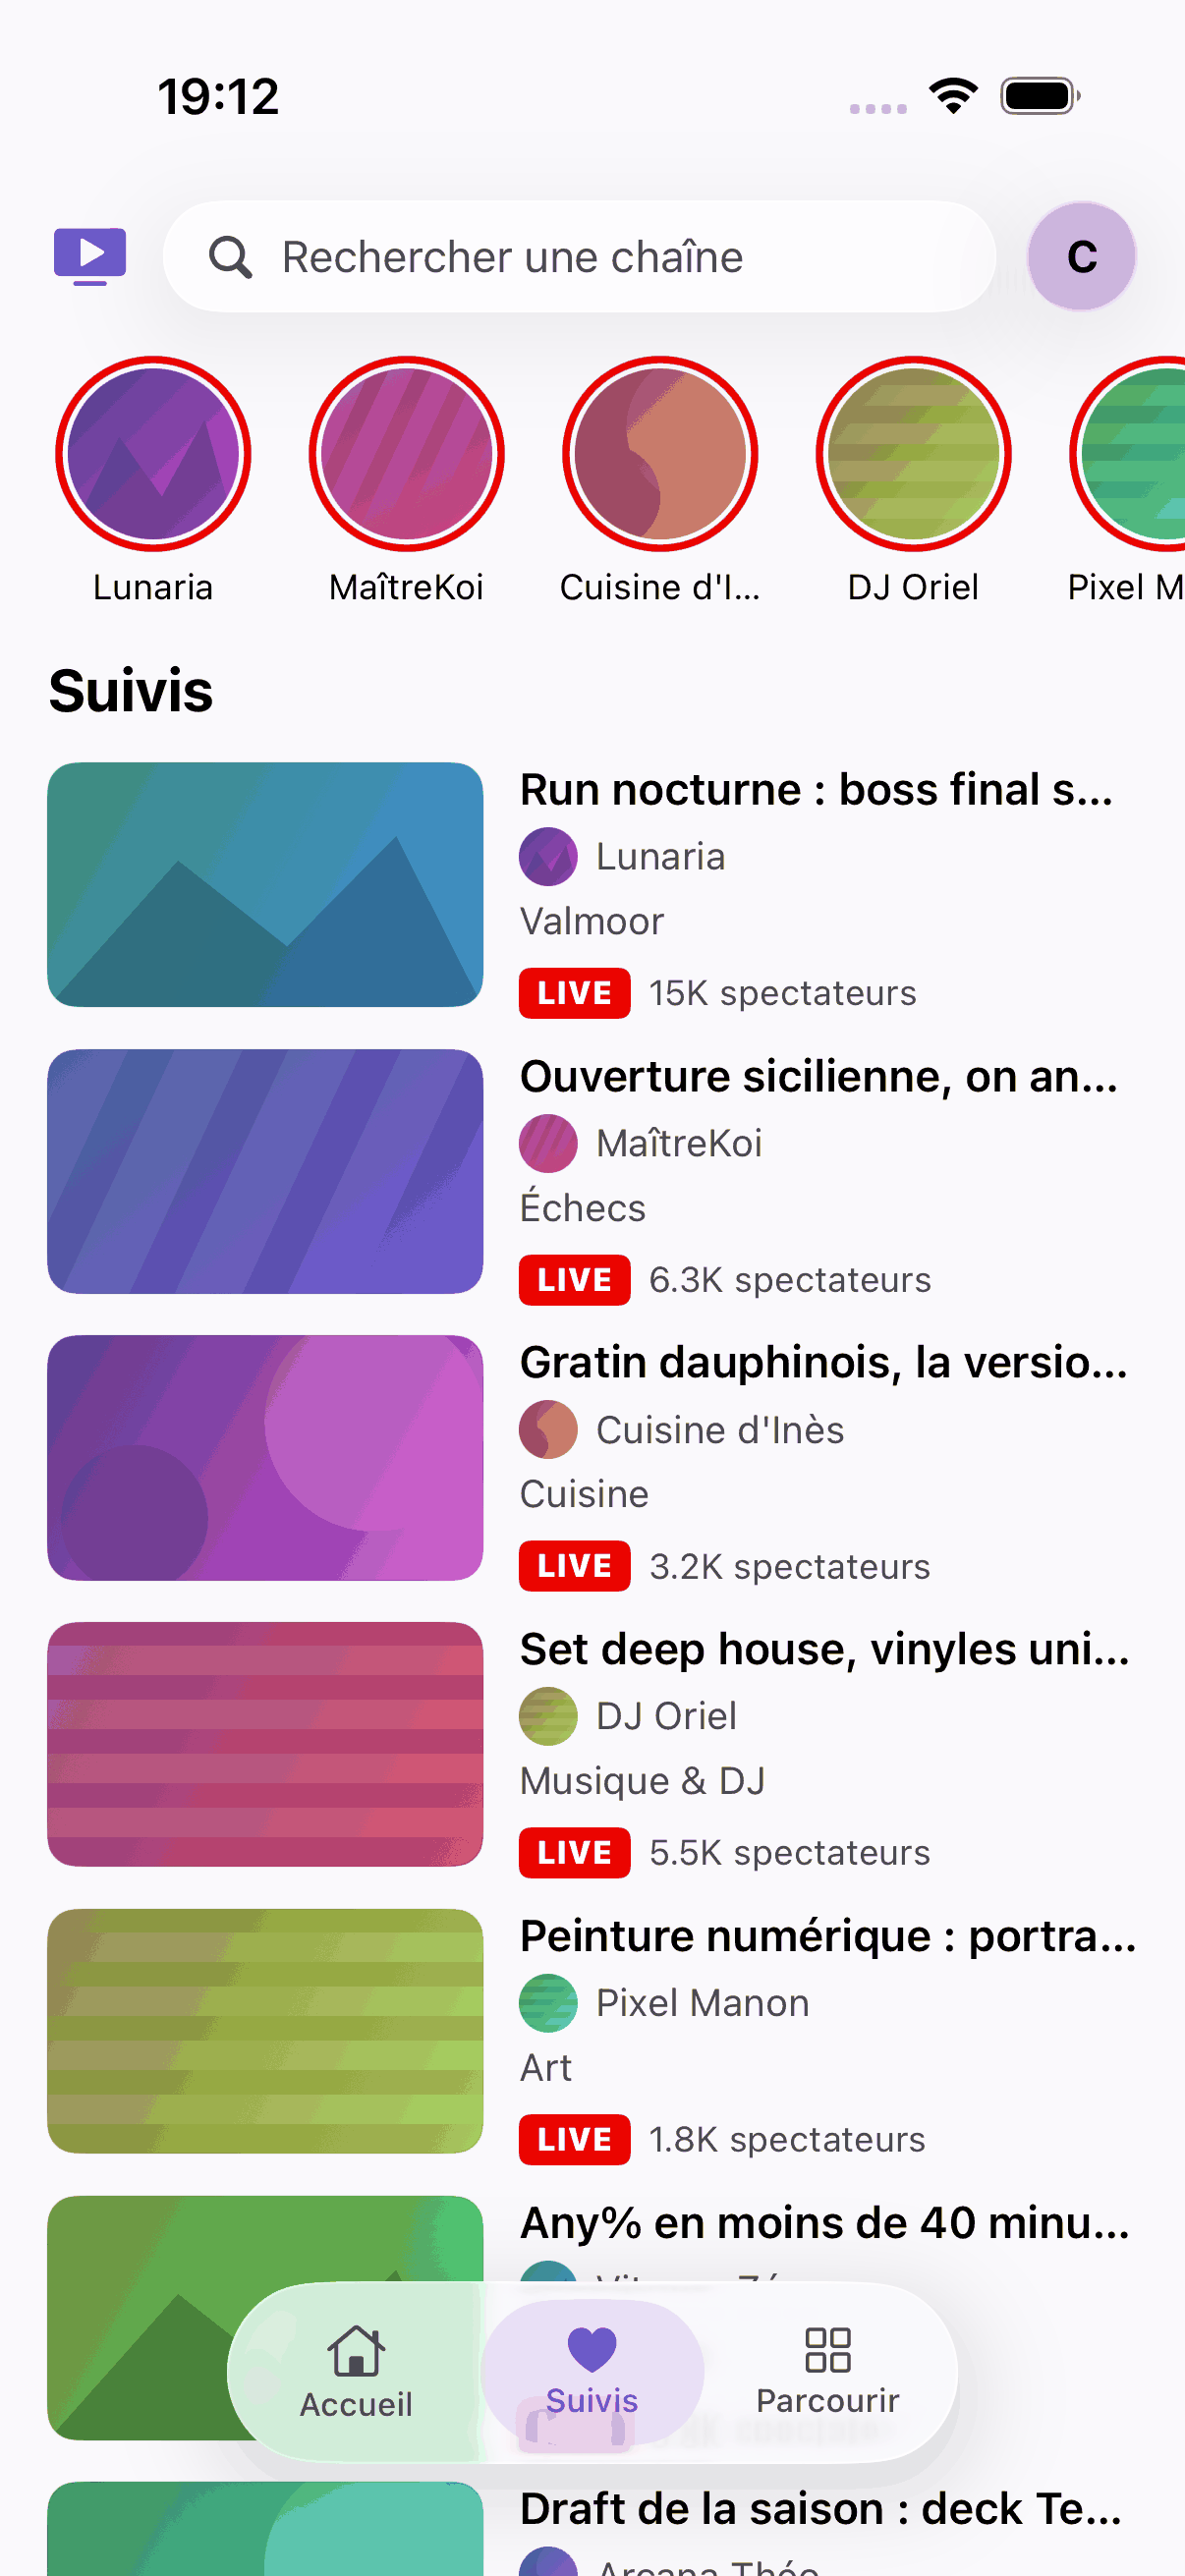 19:12
Rechercher une chaîne
C
Lunaria
MaîtreKoi
Cuisine d'I...
DJ Oriel
Pixel M
Suivis
Run nocturne : boss final s...
Lunaria
Valmoor
LIVE 15K spectateurs
Ouverture sicilienne, on an...
MaîtreKoi
Échecs
LIVE 6.3K spectateurs
Gratin dauphinois, la versio...
Cuisine d'Inès
Cuisine
LIVE 3.2K spectateurs
Set deep house, vinyles uni...
DJ Oriel
Musique & DJ
LIVE 5.5K spectateurs
Peinture numérique : portra...
Pixel Manon
Art
LIVE 1.8K spectateurs
Any% en moins de 40 minu...
Accueil
Suivis
Parcourir
Draft de la saison : deck Te...